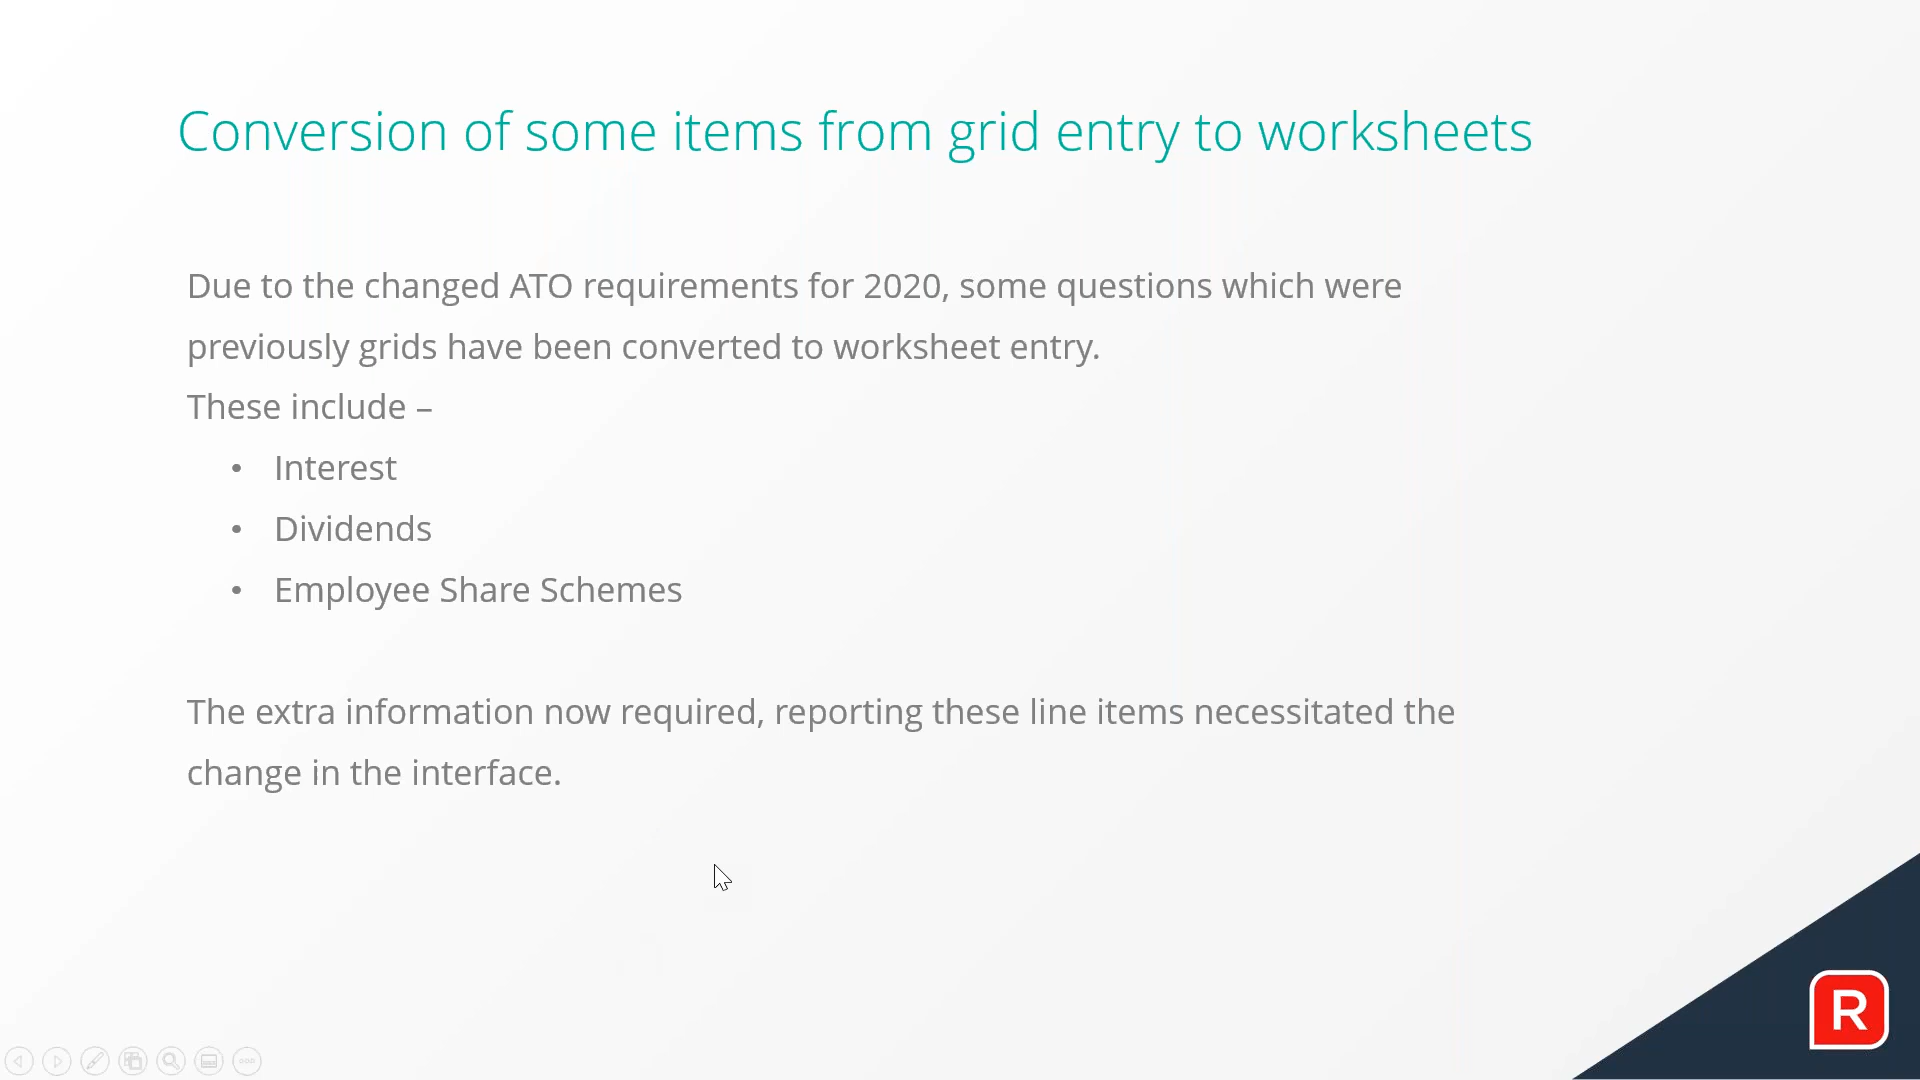 Conversion of some items from grid entry to worksheets
Due to the changed ATO requirements for 2020, some questions which were
previously grids have been converted to worksheet entry.
These include –
• Interest
• Dividends
• Employee Share Schemes
The extra information now required, reporting these line items necessitated the
change in the interface.
R